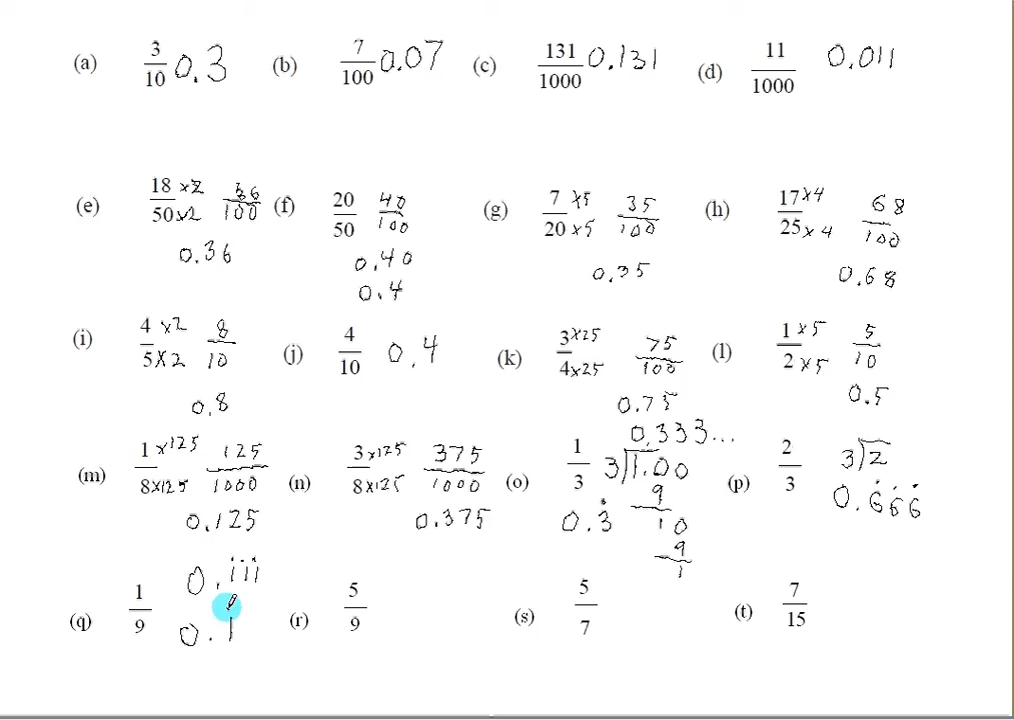 (a) 3/10 0.3 (b) 7/100 0.07 (c) 131/1000 0.131 (d) 11/1000 0.011
(e) 18×2/50×2 36/100 (f) 20/50 40/100 (g) 7×5/20×5 35/100 (h) 17×4/25×4 68/100
0.36 0.40 0.35 0.68
0.4
(i) 4×2/5×2 8/10 (j) 4/10 0.4 (k) 3×25/4×25 75/100 (l) 1×5/2×5 5/10
0.8 0.75 0.5
0.333...
(m) 1×125/8×125 125/1000 (n) 3×125/8×125 375/1000 (o) 1/3 3)1.00 (p) 2/3 3)2
9
0.125 0.375 0.3̇ 10 0.6̇6̇6̇
9
1
0.1̇1̇1̇
(q) 1/9 (r) 5/9 (s) 5/7 (t) 7/15
0.1